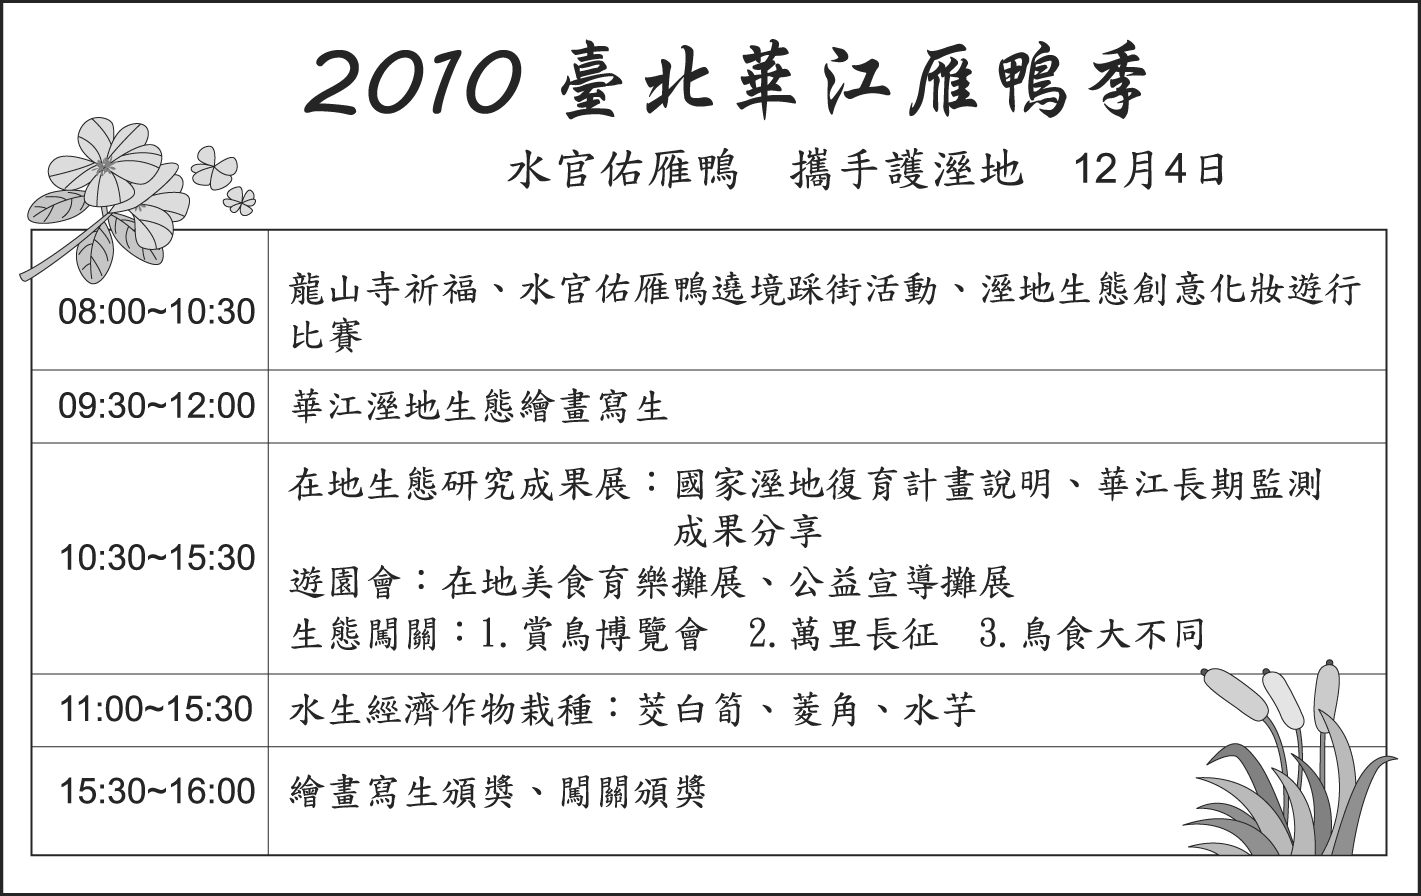 2010 臺北華江雁鴨季
水官佑雁鴨　攜手護溼地　12月4日
08:00~10:30
龍山寺祈福、水官佑雁鴨遶境踩街活動、溼地生態創意化妝遊行
比賽
09:30~12:00
華江溼地生態繪畫寫生
10:30~15:30
在地生態研究成果展：國家溼地復育計畫說明、華江長期監測
成果分享
遊園會：在地美食育樂攤展、公益宣導攤展
生態闖關：1.賞鳥博覽會　2.萬里長征　3.鳥食大不同
11:00~15:30
水生經濟作物栽種：茭白筍、菱角、水芋
15:30~16:00
繪畫寫生頒獎、闖關頒獎